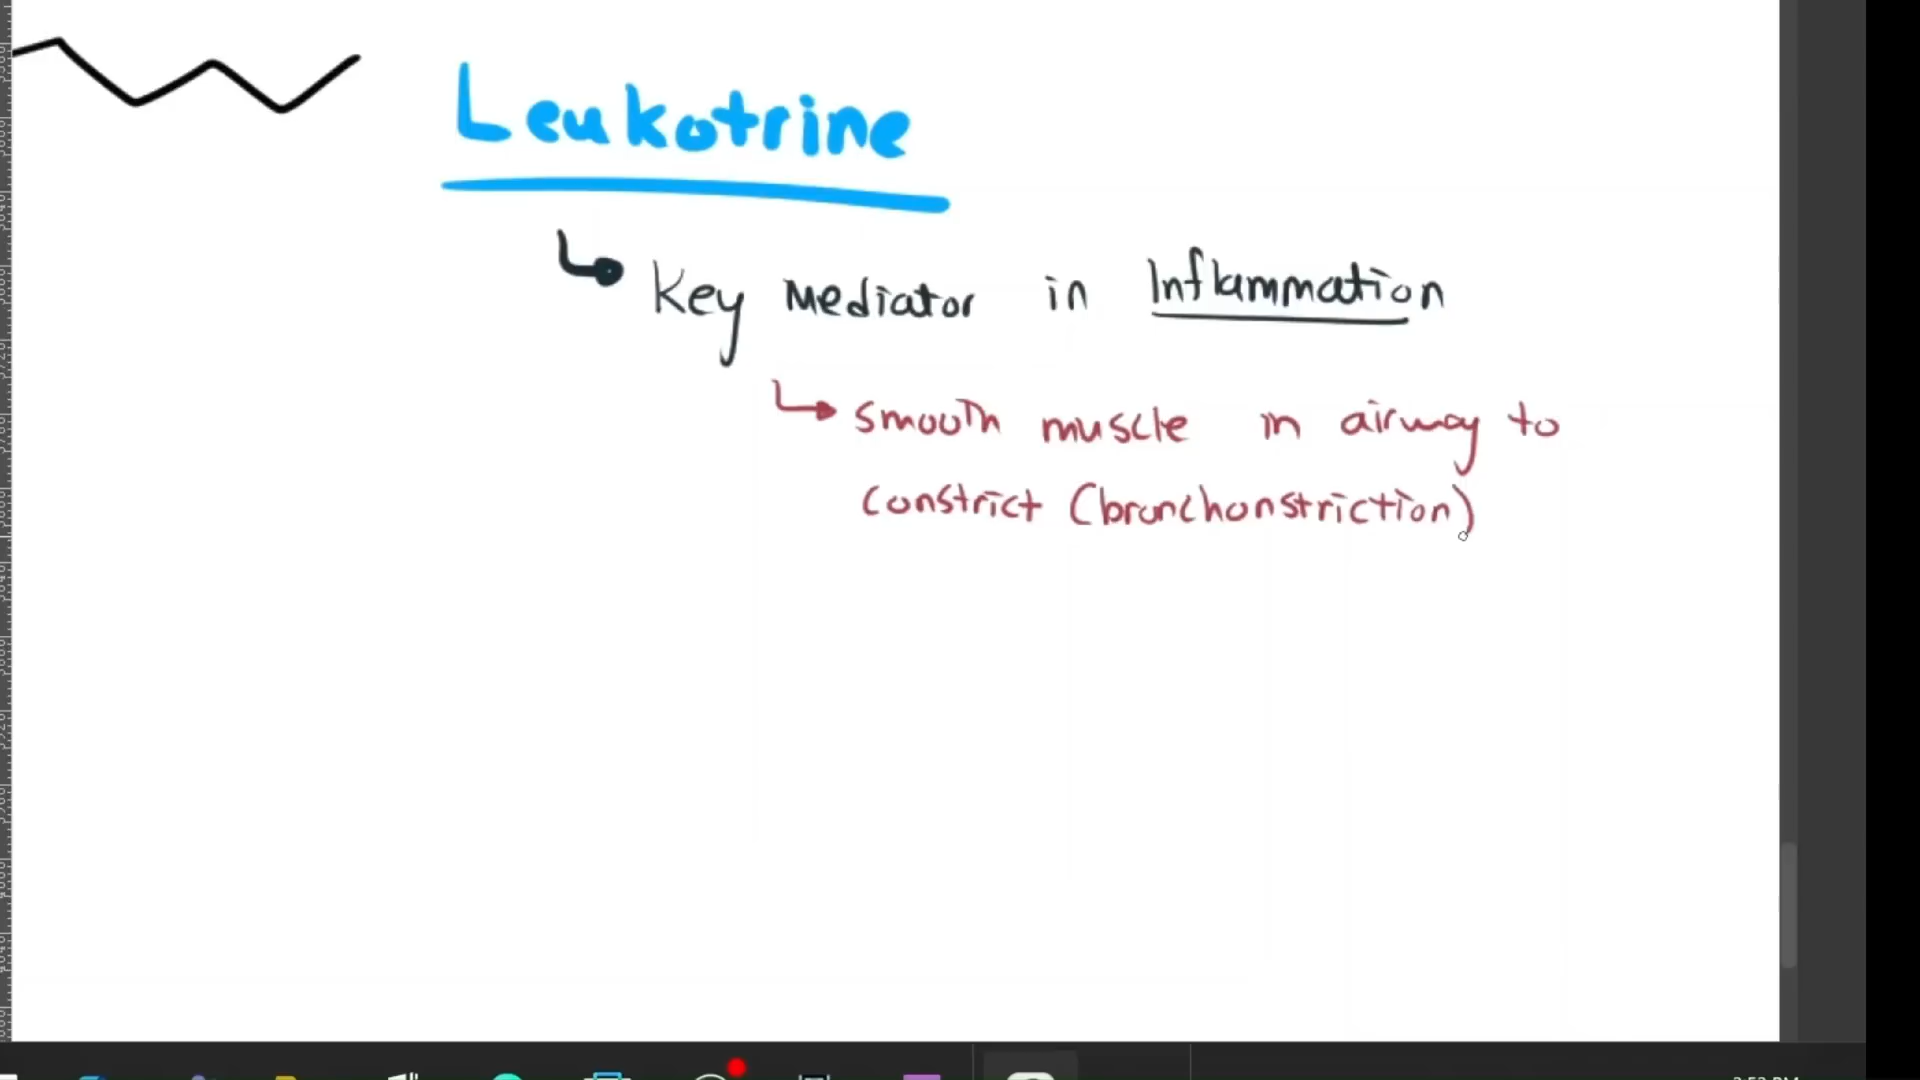 Leukotrine
Key Mediator in Inflammation
smooth muscle in airway to
constrict (bronchonstriction)